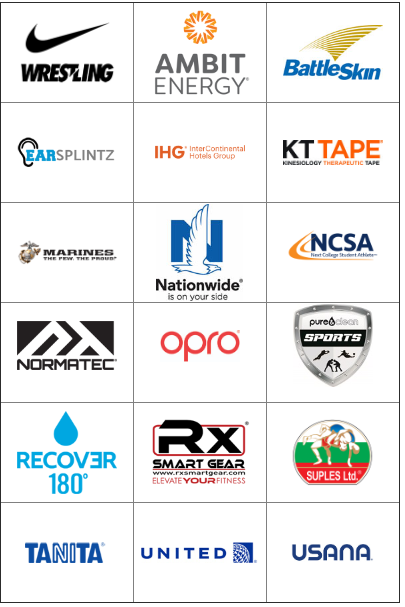 WRESTLING
AMBIT
ENERGY®
BATTLESKIN
EARSPLINTZ
IHG® InterContinental
Hotels Group
KT TAPE®
KINESIOLOGY THERAPEUTIC TAPE
MARINES
THE FEW. THE PROUD.®
N
Nationwide®
is on your side
NCSA
Next College Student Athlete
NORMATEC®
opro®
pure&clean
SPORTS
RECOVER
180°
RX®
SMART GEAR
www.rxsmartgear.com
ELEVATE YOUR FITNESS
SUPLES Ltd.®
TANITA®
UNITED
USANA